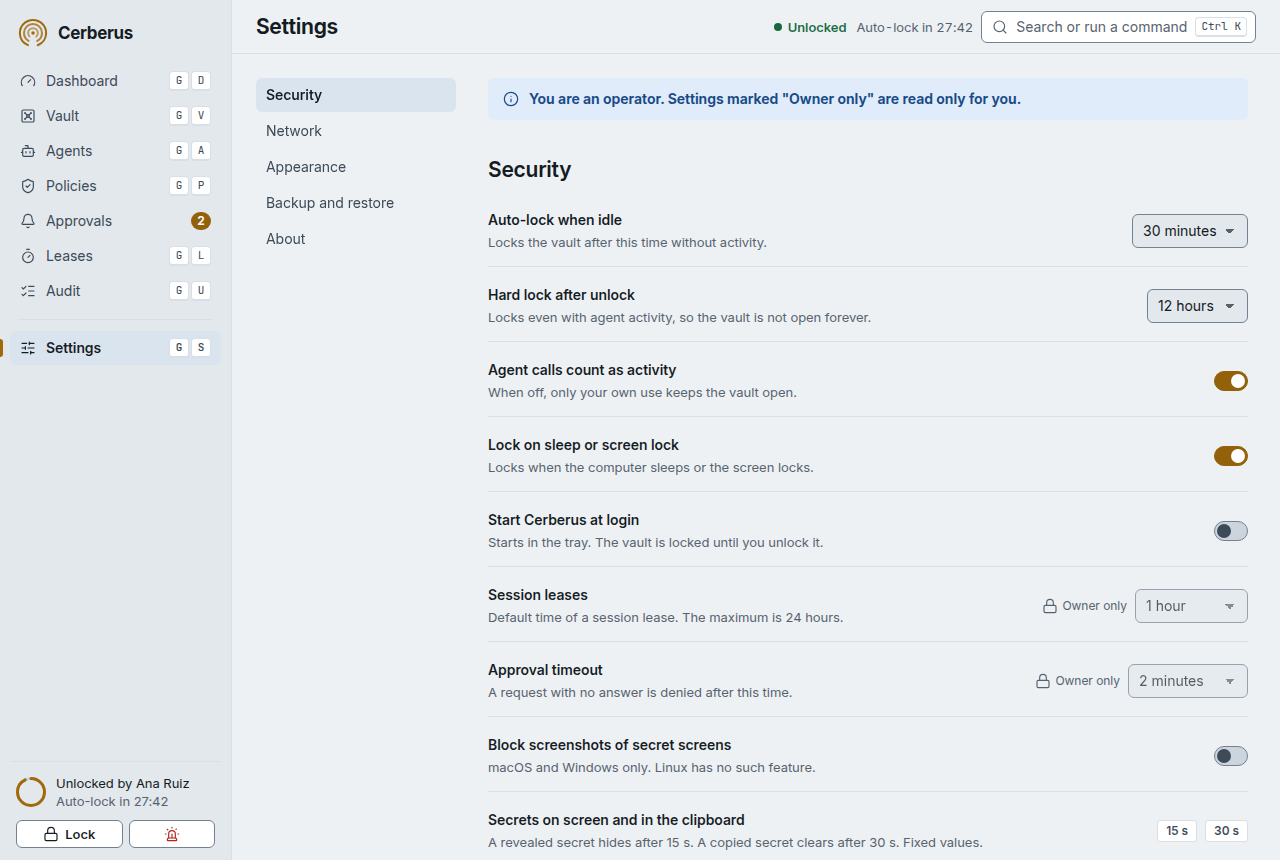 Cerberus
Dashboard G D
Vault G V
Agents G A
Policies G P
Approvals 2
Leases G L
Audit G U
Settings G S
Unlocked by Ana Ruiz
Auto-lock in 27:42
Lock
Settings
Unlocked Auto-lock in 27:42 Search or run a command Ctrl K
Security
Network
Appearance
Backup and restore
About
You are an operator. Settings marked "Owner only" are read only for you.
Security
Auto-lock when idle
Locks the vault after this time without activity.
30 minutes
Hard lock after unlock
Locks even with agent activity, so the vault is not open forever.
12 hours
Agent calls count as activity
When off, only your own use keeps the vault open.
Lock on sleep or screen lock
Locks when the computer sleeps or the screen locks.
Start Cerberus at login
Starts in the tray. The vault is locked until you unlock it.
Session leases
Default time of a session lease. The maximum is 24 hours.
Owner only 1 hour
Approval timeout
A request with no answer is denied after this time.
Owner only 2 minutes
Block screenshots of secret screens
macOS and Windows only. Linux has no such feature.
Secrets on screen and in the clipboard
A revealed secret hides after 15 s. A copied secret clears after 30 s. Fixed values.
15 s 30 s